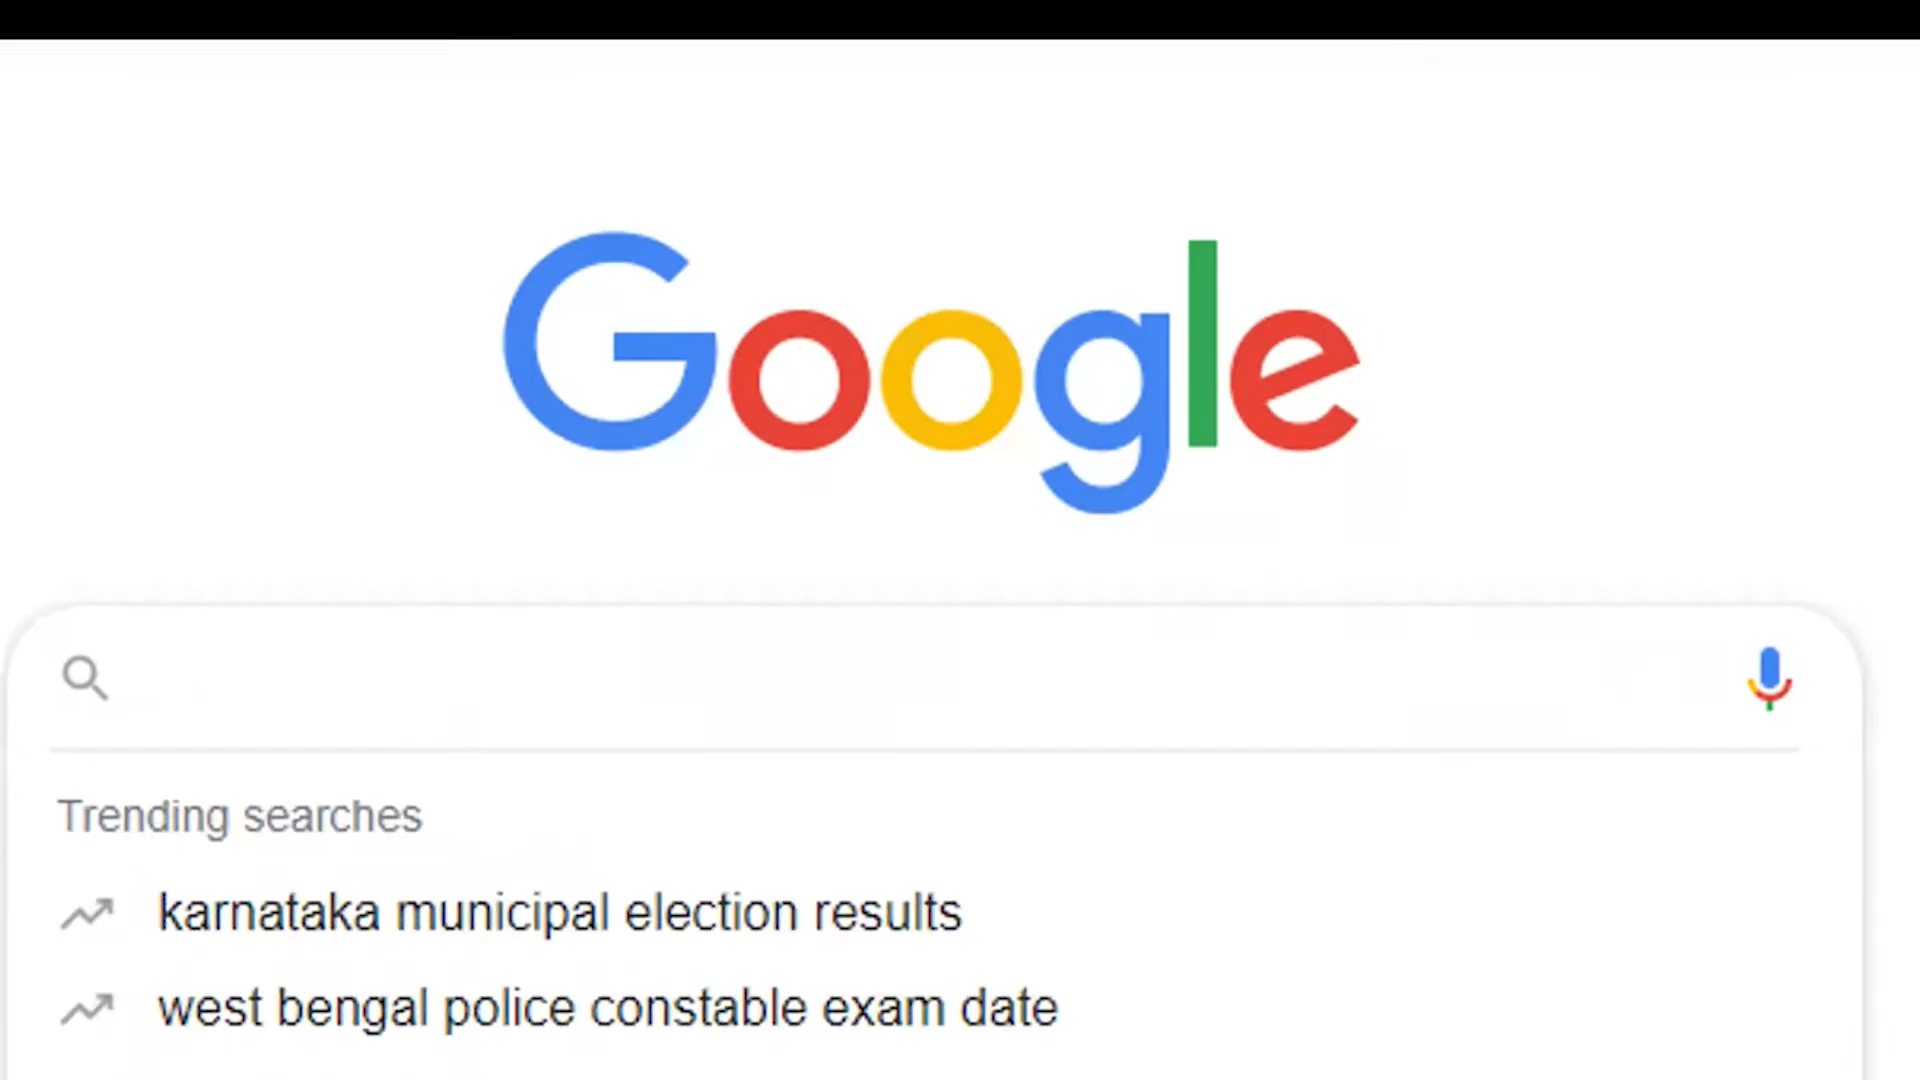 Google
Trending searches
karnataka municipal election results
west bengal police constable exam date